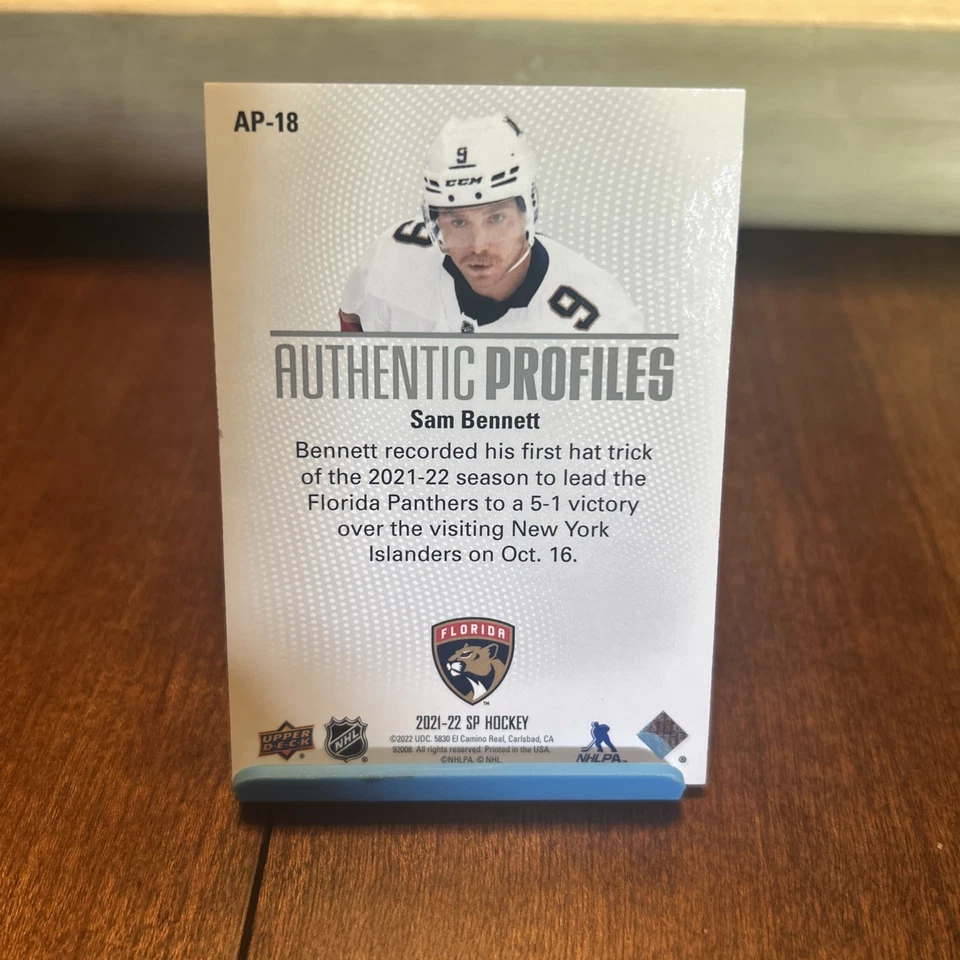 AP-18
9
CCM
9
9
AUTHENTIC PROFILES
Sam Bennett
Bennett recorded his first hat trick
of the 2021-22 season to lead the
Florida Panthers to a 5-1 victory
over the visiting New York
Islanders on Oct. 16.
FLORIDA
TM
2021-22 SP HOCKEY
©2022 UDC. 5830 El Camino Real, Carlsbad, CA
92008. All rights reserved. Printed in the USA.
©NHLPA. © NHL.
UPPER
D·E·C·K
®
NHL
NHLPA
®